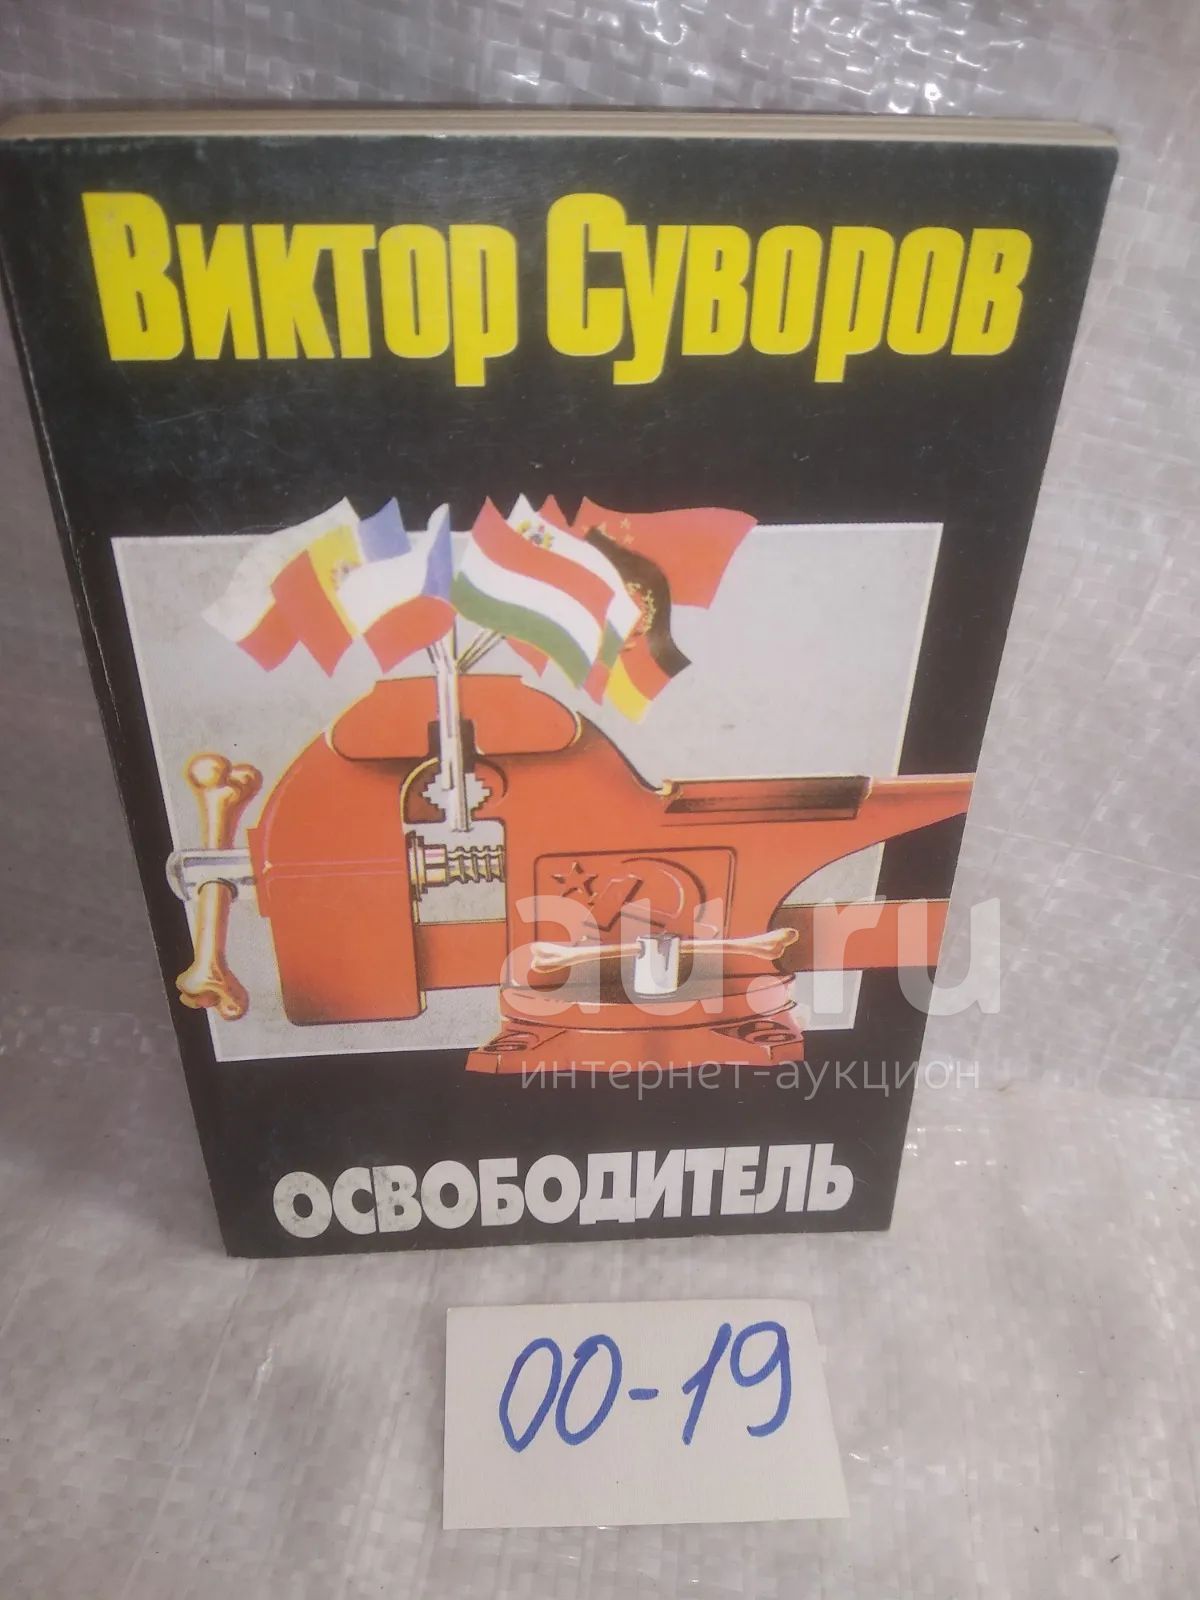 Виктор Суворов
au.ru
интернет-аукцион
ОСВОБОДИТЕЛЬ
00-19